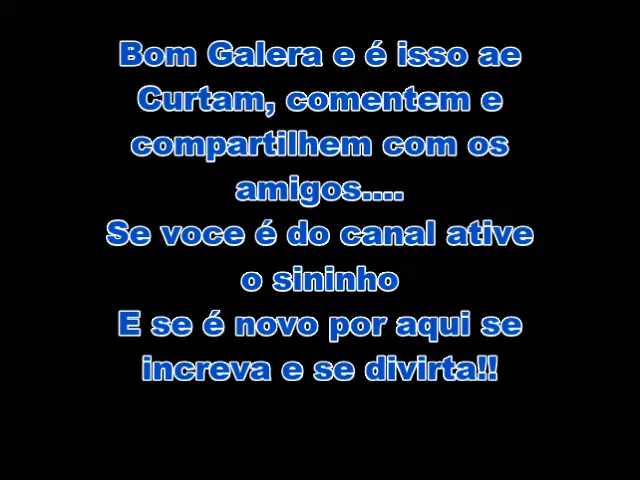 Bom Galera e é isso ae
Curtam, comentem e
compartilhem com os
amigos....
Se voce é do canal ative
o sininho
E se é novo por aqui se
increva e se divirta!!